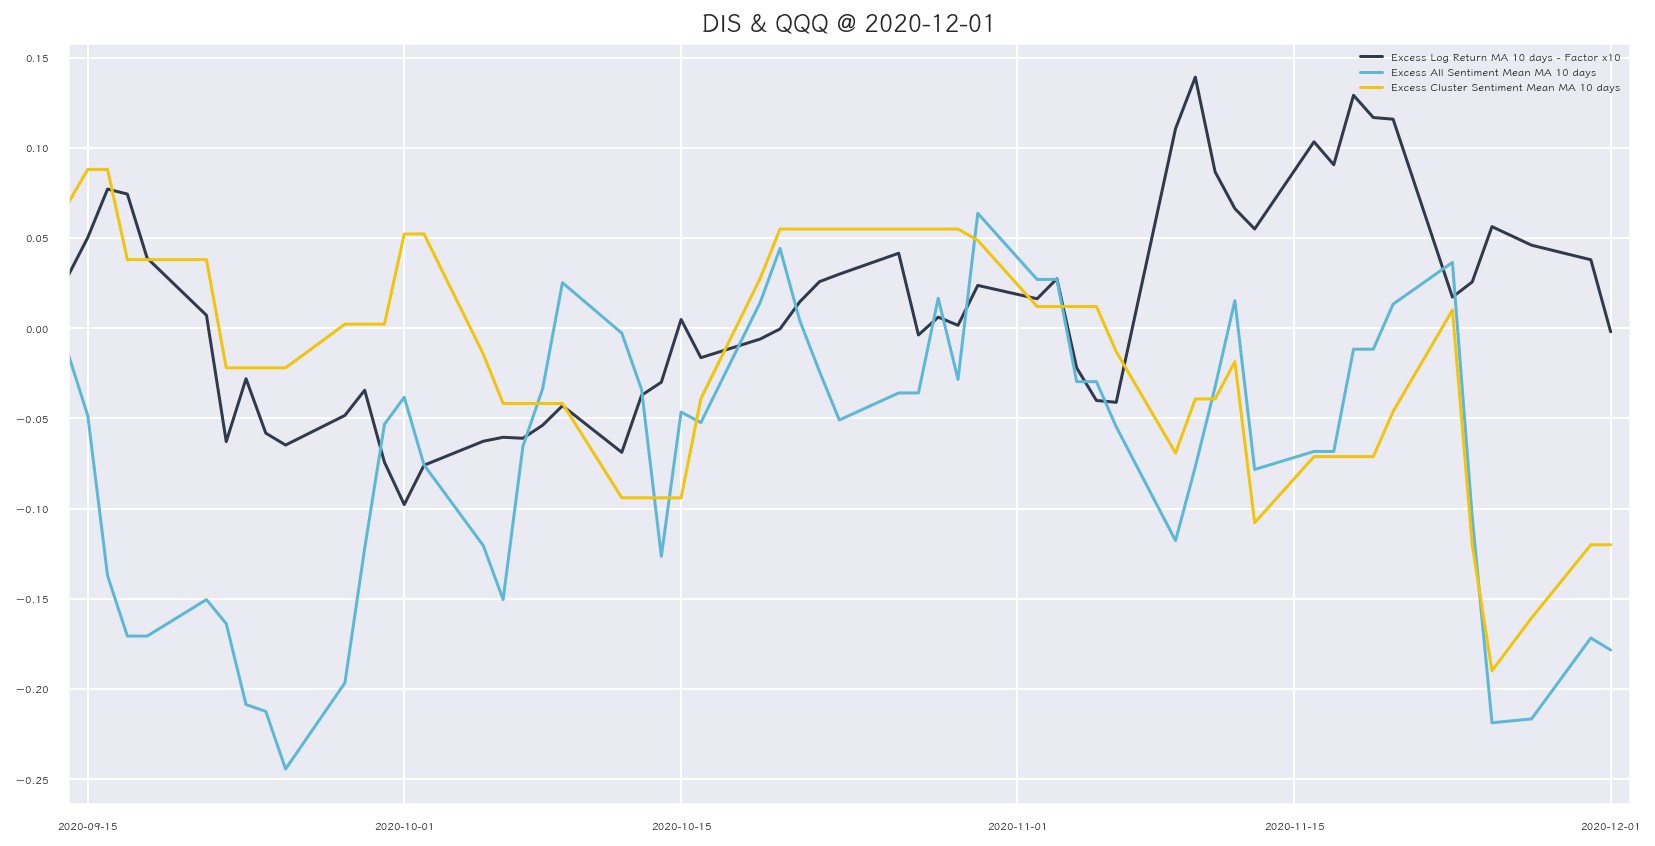 DIS & QQQ @ 2020-12-01
Excess Log Return MA 10 days - Factor x10
Excess All Sentiment Mean MA 10 days
Excess Cluster Sentiment Mean MA 10 days
0.15
0.10
0.05
0.00
−0.05
−0.10
−0.15
−0.20
−0.25
2020-09-15 2020-10-01 2020-10-15 2020-11-01 2020-11-15 2020-12-01